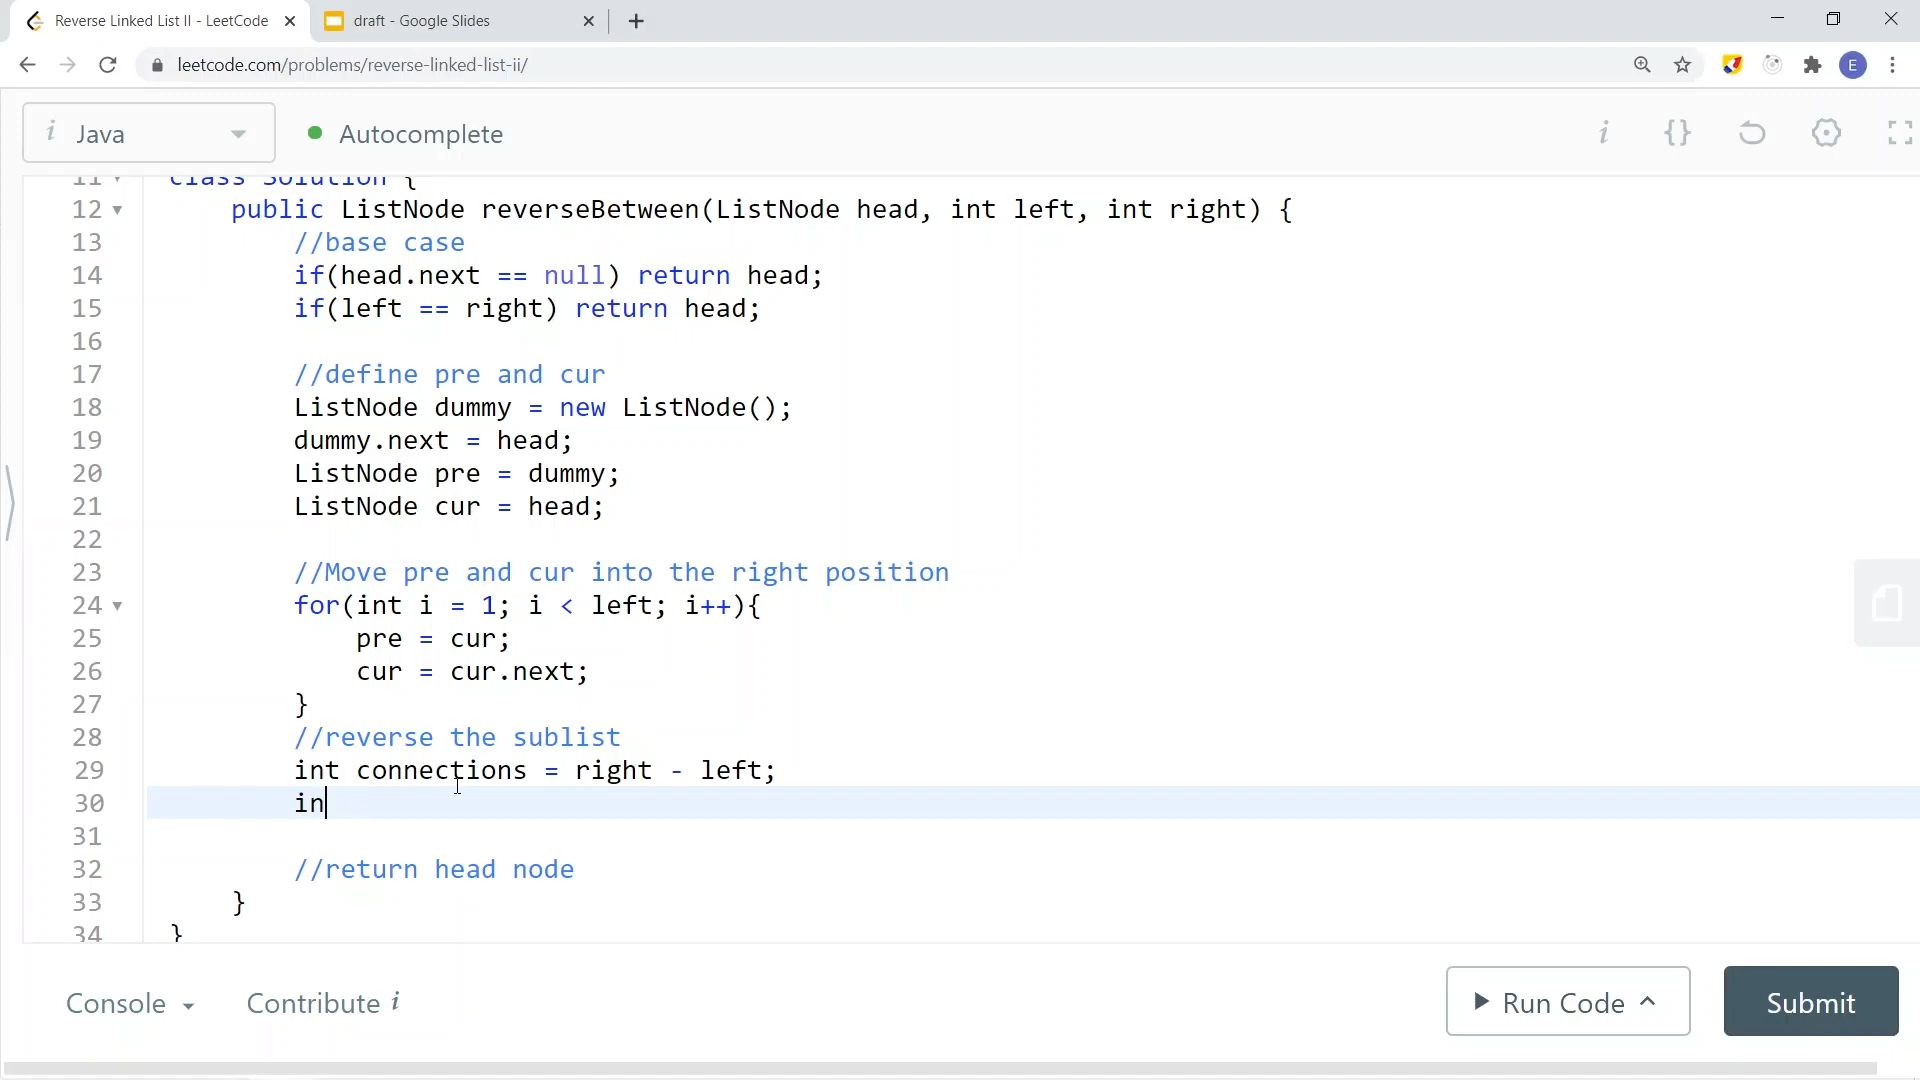 Reverse Linked List II - LeetCode
draft - Google Slides
leetcode.com/problems/reverse-linked-list-ii/
E
i Java
Autocomplete
i {}
11 class Solution {
12 public ListNode reverseBetween(ListNode head, int left, int right) {
13 //base case
14 if(head.next == null) return head;
15 if(left == right) return head;
16
17 //define pre and cur
18 ListNode dummy = new ListNode();
19 dummy.next = head;
20 ListNode pre = dummy;
21 ListNode cur = head;
22
23 //Move pre and cur into the right position
24 for(int i = 1; i < left; i++){
25 pre = cur;
26 cur = cur.next;
27 }
28 //reverse the sublist
29 int connections = right - left;
30 in
31
32 //return head node
33 }
34 }
Console
Contribute i
Run Code
Submit